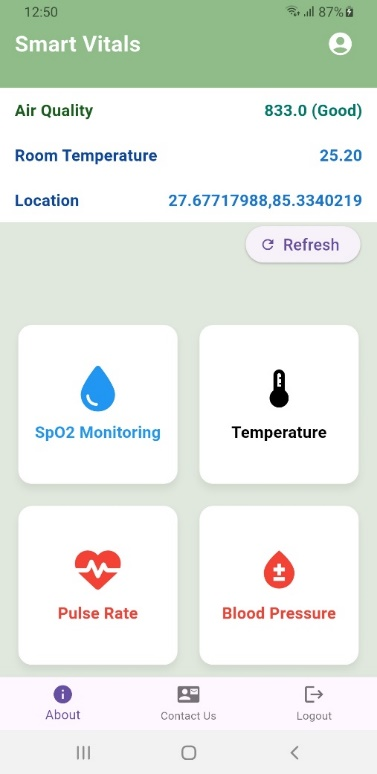 12:50 87%
Smart Vitals
Air Quality 833.0 (Good)
Room Temperature 25.20
Location 27.67717988,85.3340219
Refresh
SpO2 Monitoring Temperature
Pulse Rate Blood Pressure
About Contact Us Logout